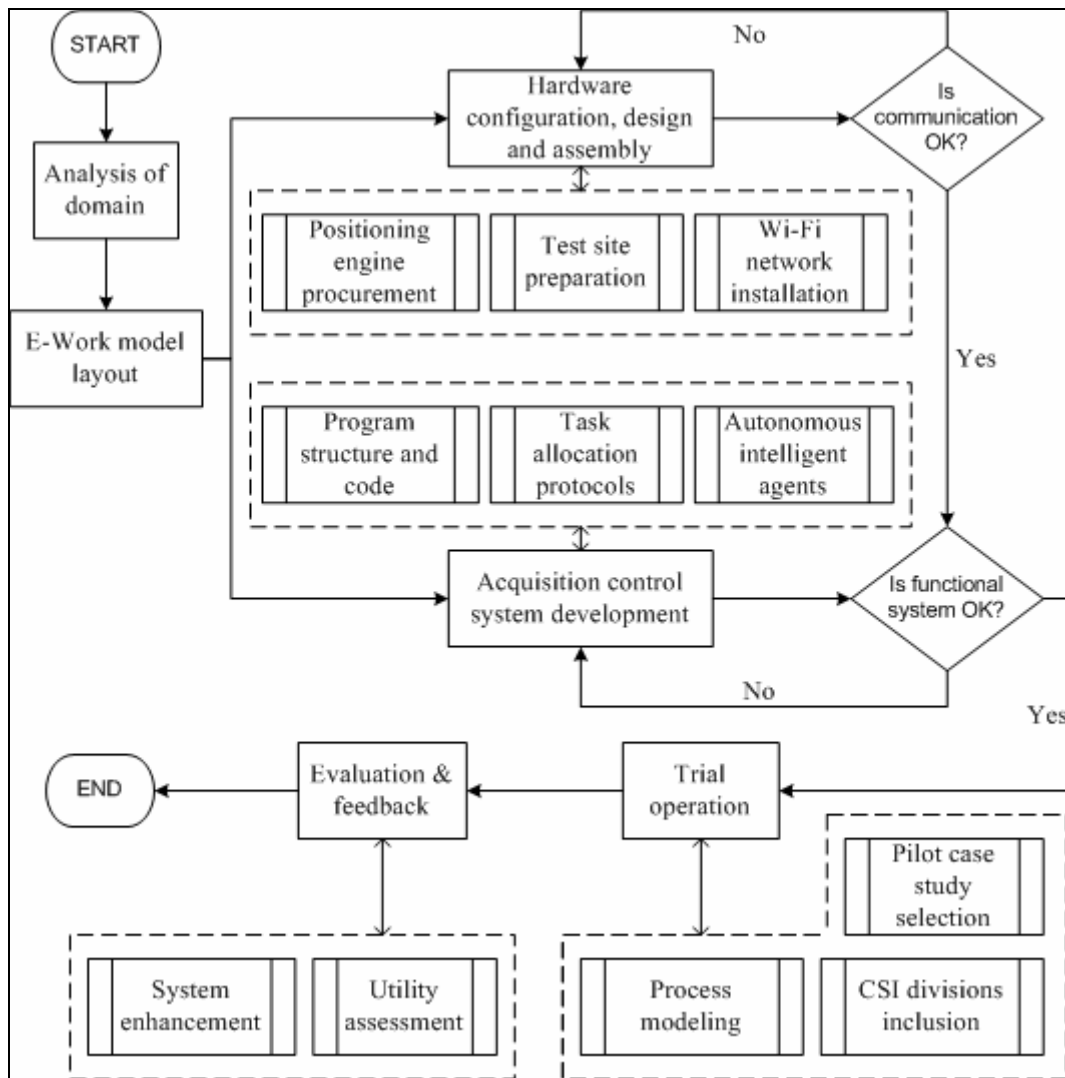 START
Analysis of
domain
E-Work model
layout
Hardware
configuration, design
and assembly
No
Is
communication
OK?
Positioning
engine
procurement
Test site
preparation
Wi-Fi
network
installation
Yes
Program
structure and
code
Task
allocation
protocols
Autonomous
intelligent
agents
Acquisition control
system development
Is functional
system OK?
No
Yes
END
Evaluation &
feedback
Trial
operation
Pilot case
study
selection
System
enhancement
Utility
assessment
Process
modeling
CSI divisions
inclusion